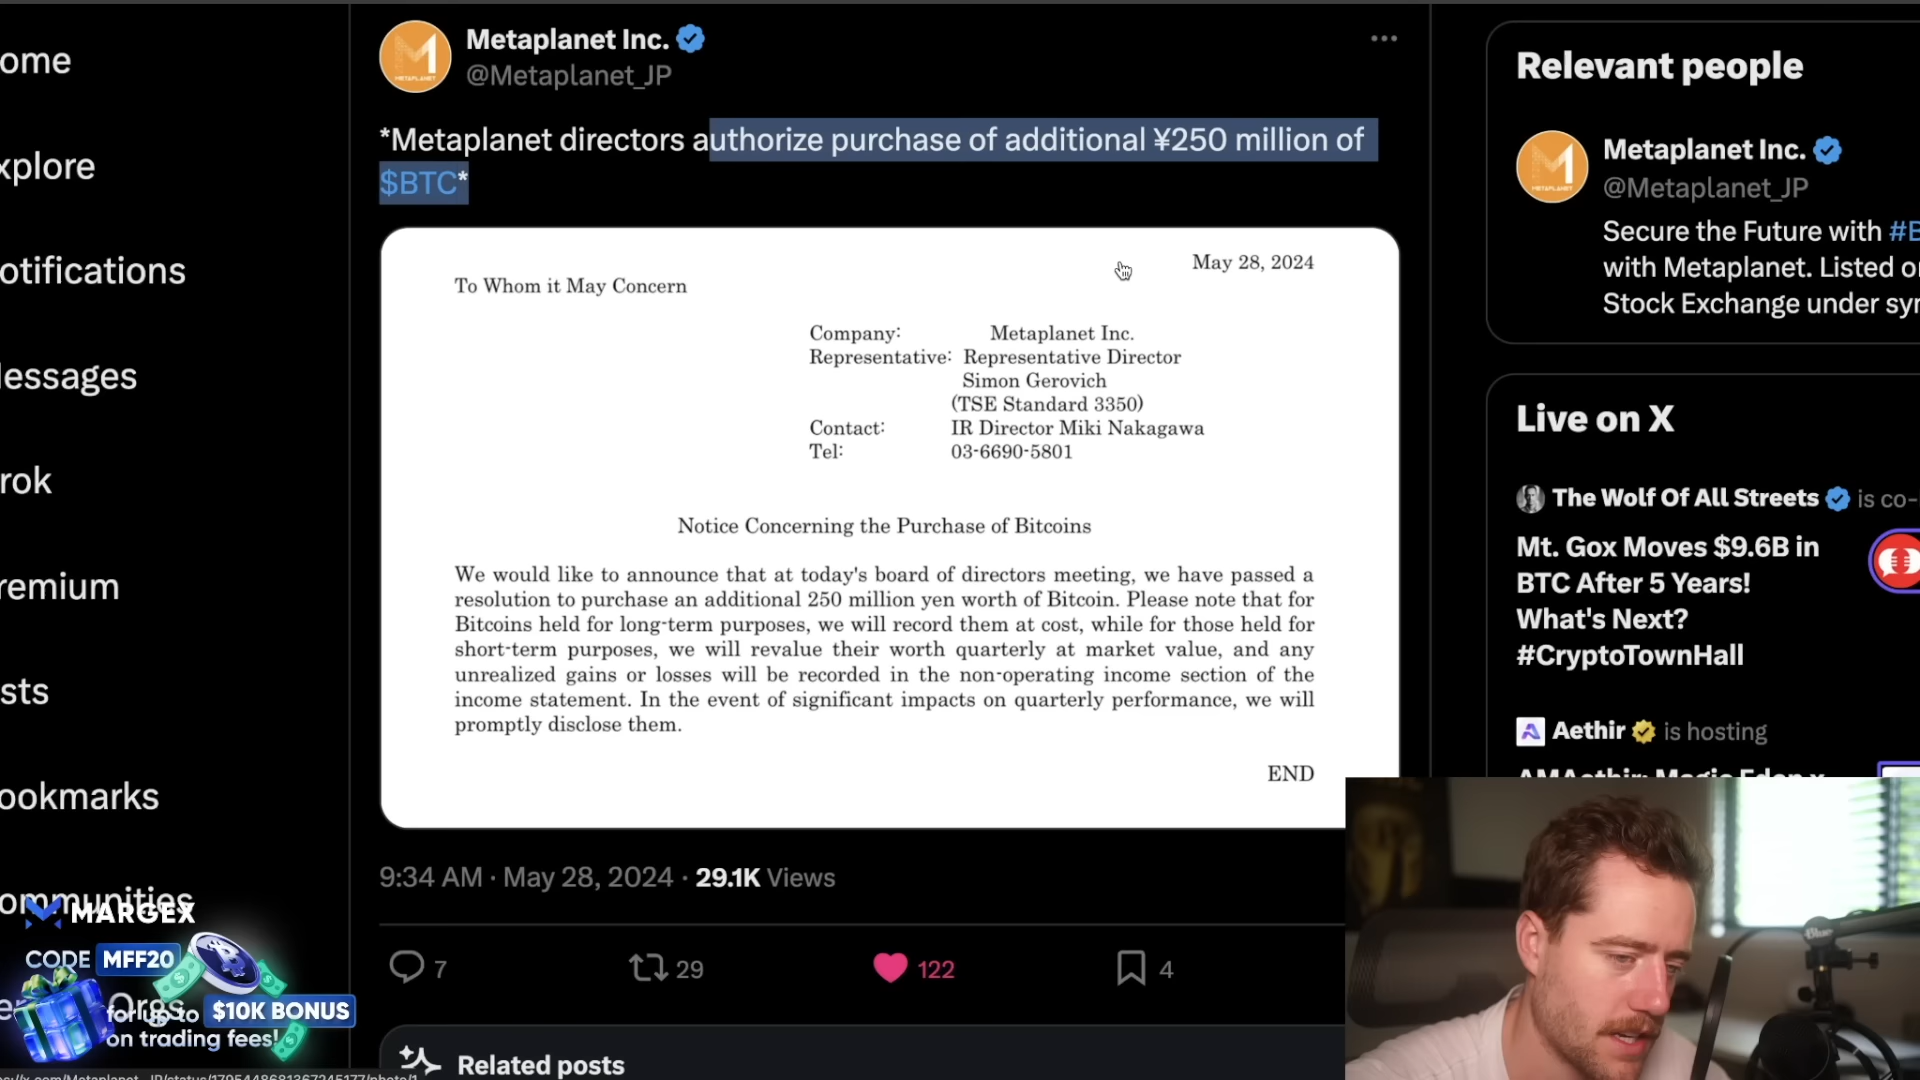 ome
xplore
otifications
essages
rok
remium
sts
ookmarks
ommunities
MARGEX
CODE MFF20
Orgs
for up to $10K BONUS
on trading fees!
Metaplanet Inc.
@Metaplanet_JP
*Metaplanet directors authorize purchase of additional ¥250 million of
$BTC*
May 28, 2024
To Whom it May Concern
Company: Metaplanet Inc.
Representative: Representative Director
Simon Gerovich
(TSE Standard 3350)
Contact: IR Director Miki Nakagawa
Tel: 03-6690-5801
Notice Concerning the Purchase of Bitcoins
We would like to announce that at today's board of directors meeting, we have passed a
resolution to purchase an additional 250 million yen worth of Bitcoin. Please note that for
Bitcoins held for long-term purposes, we will record them at cost, while for those held for
short-term purposes, we will revalue their worth quarterly at market value, and any
unrealized gains or losses will be recorded in the non-operating income section of the
income statement. In the event of significant impacts on quarterly performance, we will
promptly disclose them.
END
9:34 AM · May 28, 2024 · 29.1K Views
7 29 122 4
Related posts
Relevant people
Metaplanet Inc.
@Metaplanet_JP
Secure the Future with #B
with Metaplanet. Listed o
Stock Exchange under sy
Live on X
The Wolf Of All Streets is co-
Mt. Gox Moves $9.6B in
BTC After 5 Years!
What's Next?
#CryptoTownHall
Aethir is hosting